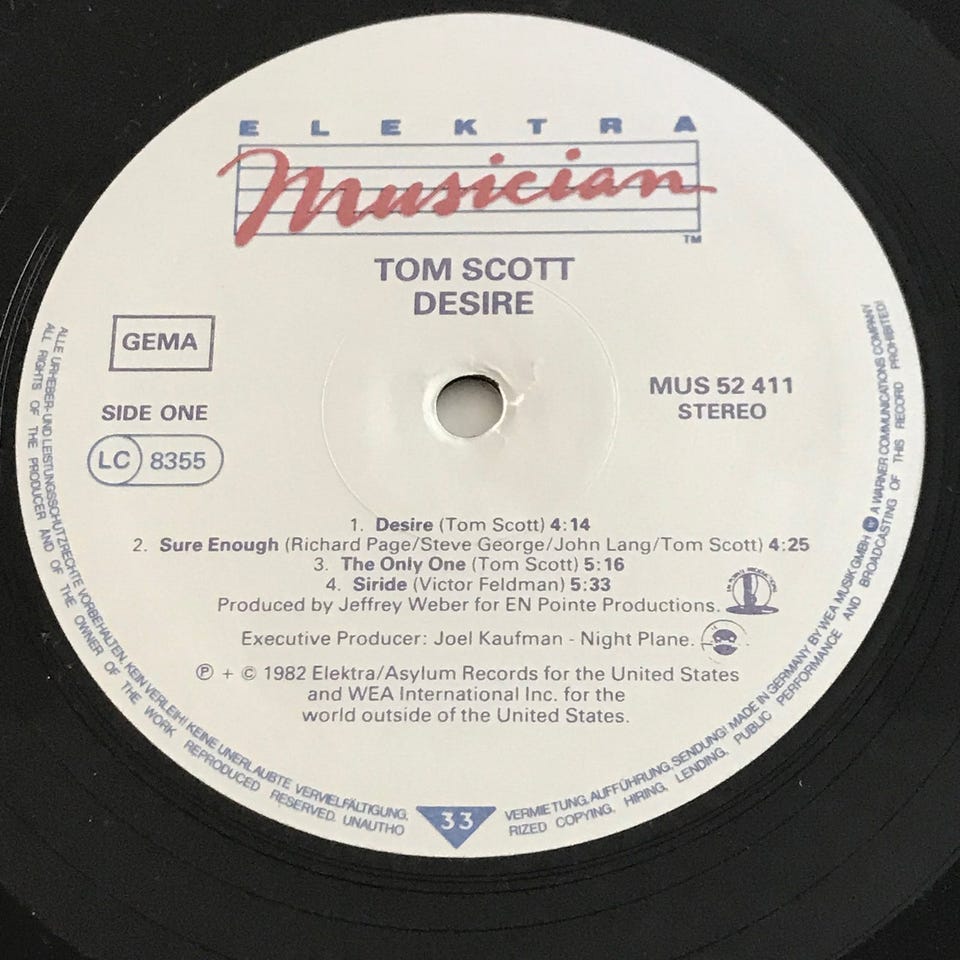 ELEKTRA
Musician
TM
TOM SCOTT
DESIRE
GEMA
SIDE ONE
LC 8355
MUS 52 411
STEREO
1. Desire (Tom Scott) 4:14
2. Sure Enough (Richard Page/Steve George/John Lang/Tom Scott) 4:25
3. The Only One (Tom Scott) 5:16
4. Siride (Victor Feldman) 5:33
Produced by Jeffrey Weber for EN Pointe Productions.
Executive Producer: Joel Kaufman - Night Plane.
℗ + © 1982 Elektra/Asylum Records for the United States
and WEA International Inc. for the
world outside of the United States.
ALLE URHEBER- UND LEISTUNGSSCHUTZRECHTE VORBEHALTEN, KEIN VERLEIH! KEINE UNERLAUBTE VERVIELFÄLTIGUNG, VERMIETUNG, AUFFÜHRUNG, SENDUNG! MADE IN GERMANY BY WEA MUSIK GMBH A WARNER COMMUNICATIONS COMPANY
ALL RIGHTS OF THE PRODUCER AND OF THE OWNER OF THE WORK REPRODUCED RESERVED. UNAUTHORIZED COPYING, HIRING, LENDING, PUBLIC PERFORMANCE AND BROADCASTING OF THIS RECORD PROHIBITED!
33